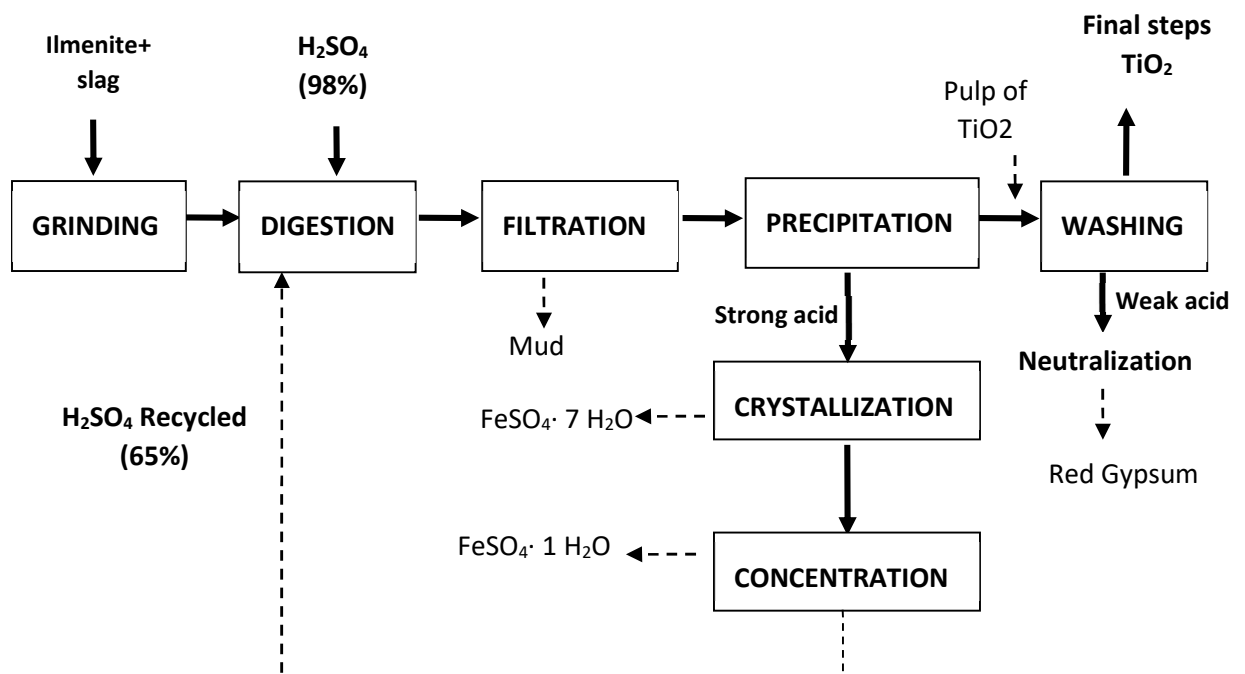 Final steps
TiO₂
Ilmenite+
slag
H₂SO₄
(98%)
Pulp of
TiO2
GRINDING
DIGESTION
FILTRATION
PRECIPITATION
WASHING
Strong acid
Weak acid
Mud
Neutralization
H₂SO₄ Recycled
(65%)
FeSO₄· 7 H₂O
CRYSTALLIZATION
Red Gypsum
FeSO₄· 1 H₂O
CONCENTRATION